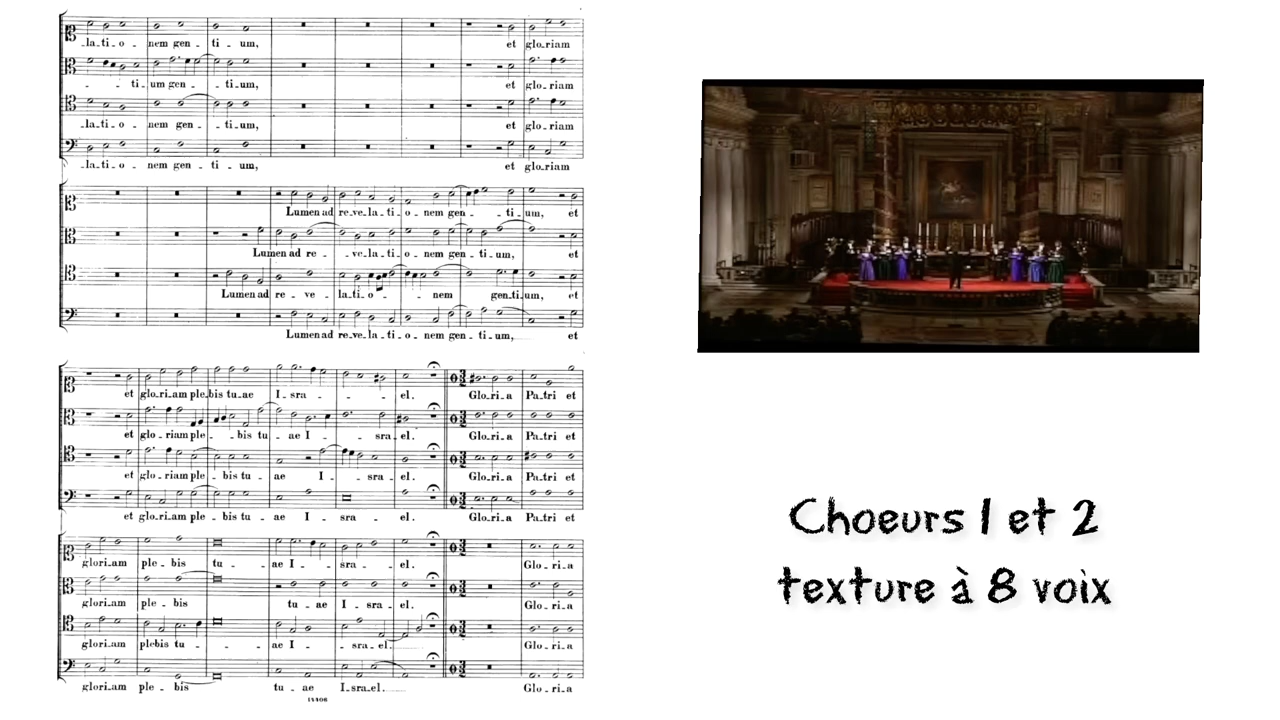 la-ti-o-nem gen-ti-um, et glo-riam
ti-um gen-tium, et glo-riam
la-ti-o-nem gen-ti-um, et glo-riam
la-ti-o-nem gen-ti-um, et gloriam
Lumen ad re-ve-la-ti-o-nem gen-ti-um, et
Lumen ad re-ve-la-ti-o-nem gen-ti-um, et
Lumen ad re-ve-la-ti-o-nem gen-ti-um, et
Lumen ad re-ve-la-ti-o-nem gen-ti-um, et
et glo-ri-am ple-bis tu-ae I-sra-el. Glo-ri-a Pa-tri et
et glo-riam ple-bis tu-ae I-sra-el. Glo-ri-a Pa-tri et
et glo-riam ple-bis tu-ae I-sra-el. Glo-ri-a Pa-tri et
et glo-ri-am ple-bis tu-ae I-sra-el. Glo-ri-a Pa-tri et
glori-am ple-bis tu-ae I-sra-el. Glo-ri-a
glori-am ple-bis tu-ae I-sra-el. Glo-ri-a
glori-am plebis tu-ae I-sra-el. Glo-ri-a
glori-am ple-bis tu-ae I-sra-el. Glo-ri-a
Choeurs 1 et 2
texture à 8 voix